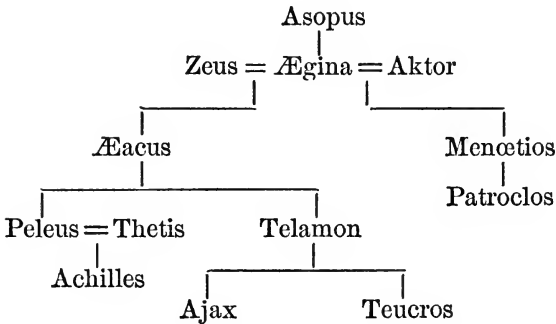 Asopus
Zeus = Ægina = Aktor
Æacus Menœtios
Patroclos
Peleus = Thetis Telamon
Achilles
Ajax Teucros